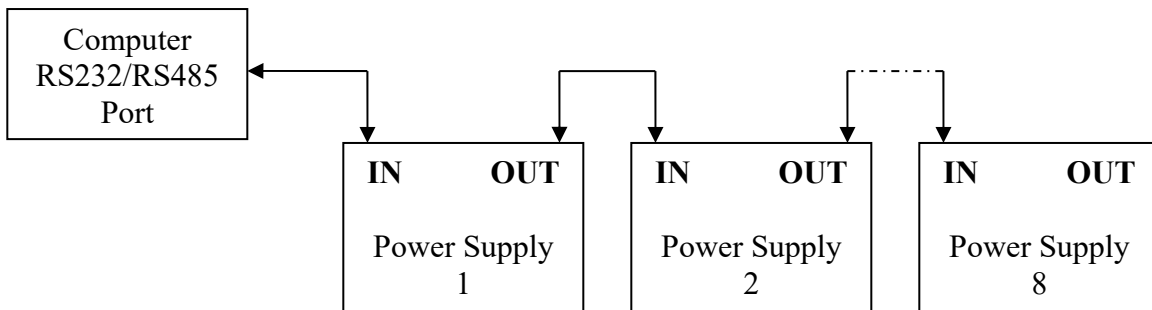 Computer
RS232/RS485
Port
IN OUT
Power Supply
1
IN OUT
Power Supply
2
IN OUT
Power Supply
8